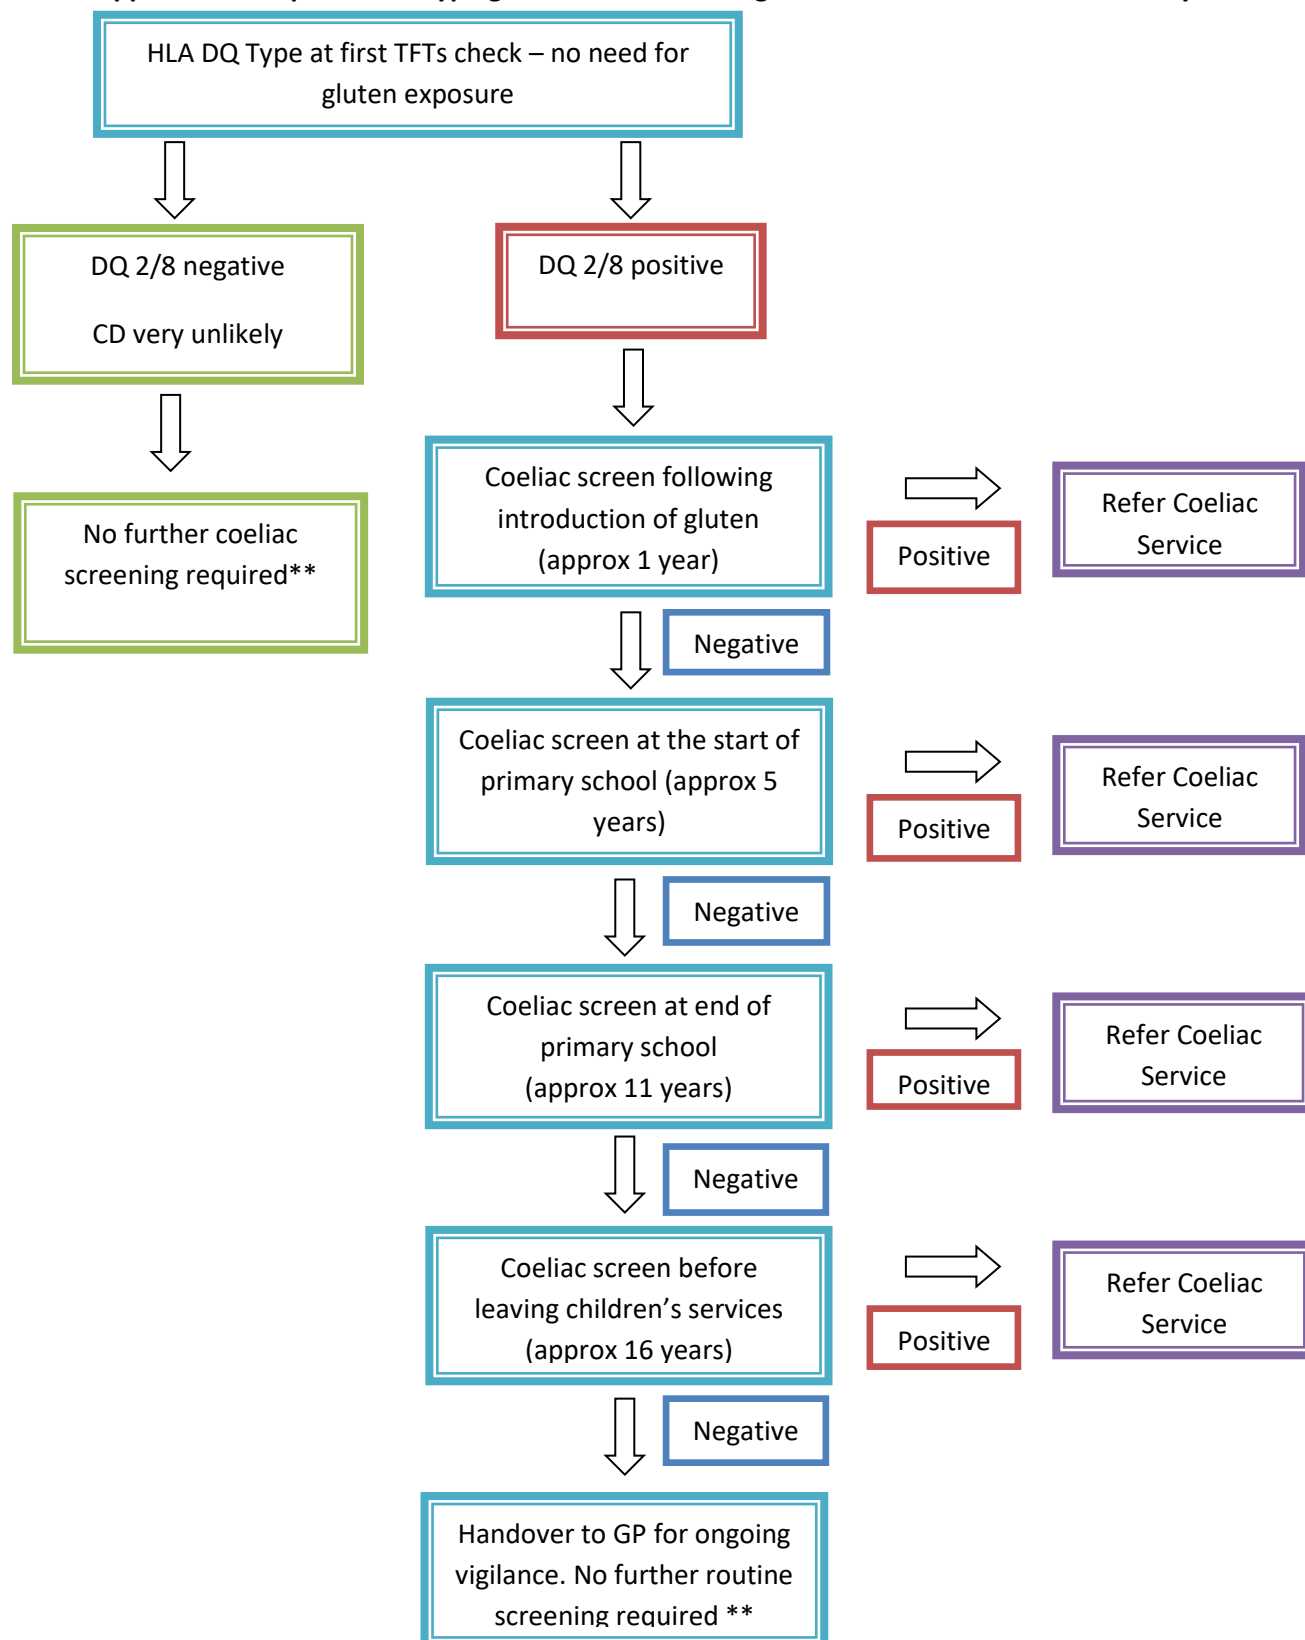 HLA DQ Type at first TFTs check – no need for
gluten exposure
DQ 2/8 negative
CD very unlikely
DQ 2/8 positive
No further coeliac
screening required**
Coeliac screen following
introduction of gluten
(approx 1 year)
Positive
Refer Coeliac
Service
Negative
Coeliac screen at the start of
primary school (approx 5
years)
Positive
Refer Coeliac
Service
Negative
Coeliac screen at end of
primary school
(approx 11 years)
Positive
Refer Coeliac
Service
Negative
Coeliac screen before
leaving children’s services
(approx 16 years)
Positive
Refer Coeliac
Service
Negative
Handover to GP for ongoing
vigilance. No further routine
screening required **